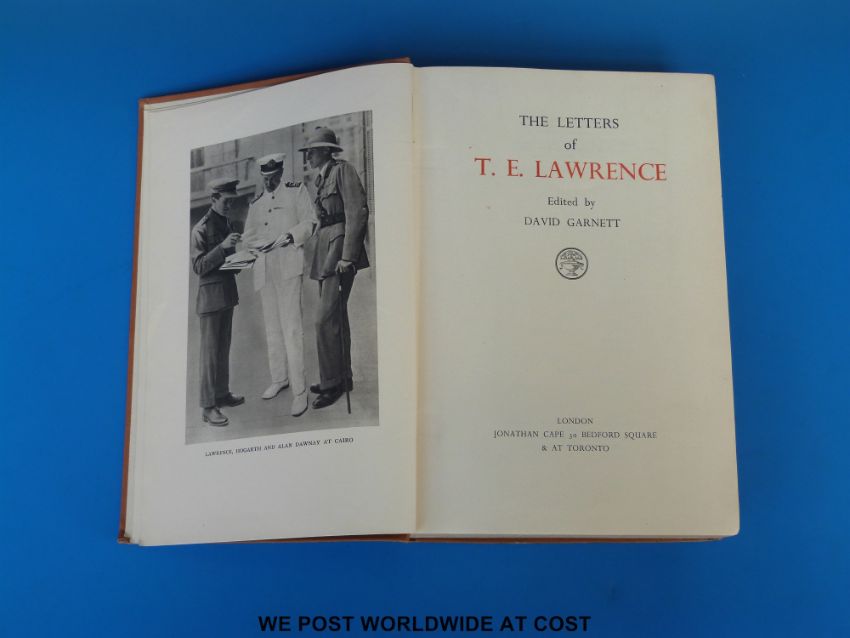 LAWRENCE, HOGARTH AND ALAN DAWNAY AT CAIRO
THE LETTERS
of
T. E. LAWRENCE
Edited by
DAVID GARNETT
LONDON
JONATHAN CAPE 30 BEDFORD SQUARE
& AT TORONTO
WE POST WORLDWIDE AT COST